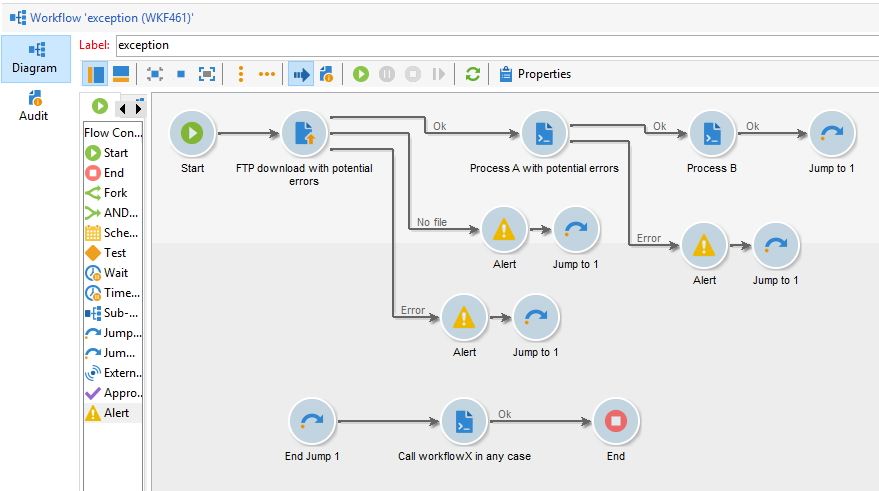 Workflow 'exception (WKF461)'
Diagram
Audit
Label: exception
Properties
Flow Con...
Start
End
Fork
AND...
Sche...
Test
Wait
Time...
Sub-...
Jump...
Jum...
Extern...
Appro...
Alert
Start
FTP download with potential
errors
Ok
Process A with potential errors
Ok
Process B
Ok
Jump to 1
No file
Alert
Jump to 1
Error
Alert
Jump to 1
Error
Alert
Jump to 1
End Jump 1
Call workflowX in any case
Ok
End